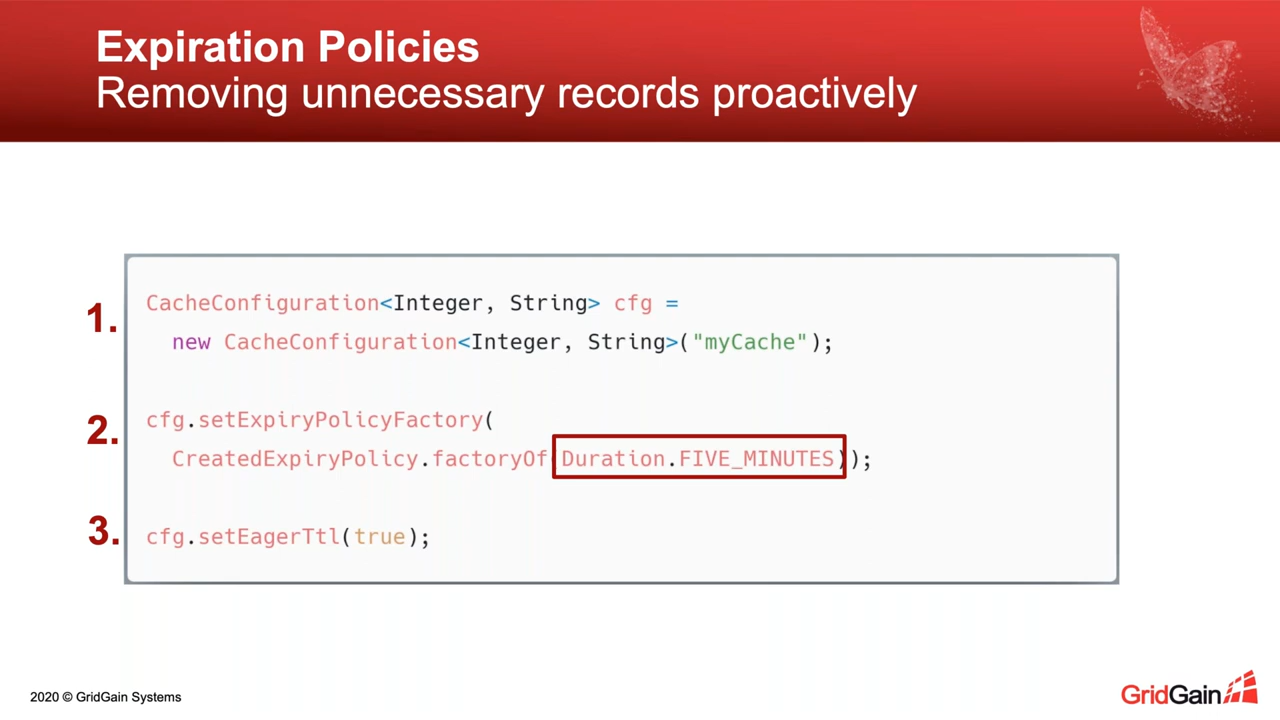 Expiration Policies
Removing unnecessary records proactively
1.
CacheConfiguration<Integer, String> cfg =
new CacheConfiguration<Integer, String>("myCache");
2.
cfg.setExpiryPolicyFactory(
CreatedExpiryPolicy.factoryOf(Duration.FIVE_MINUTES));
3.
cfg.setEagerTtl(true);
2020 © GridGain Systems
GridGain